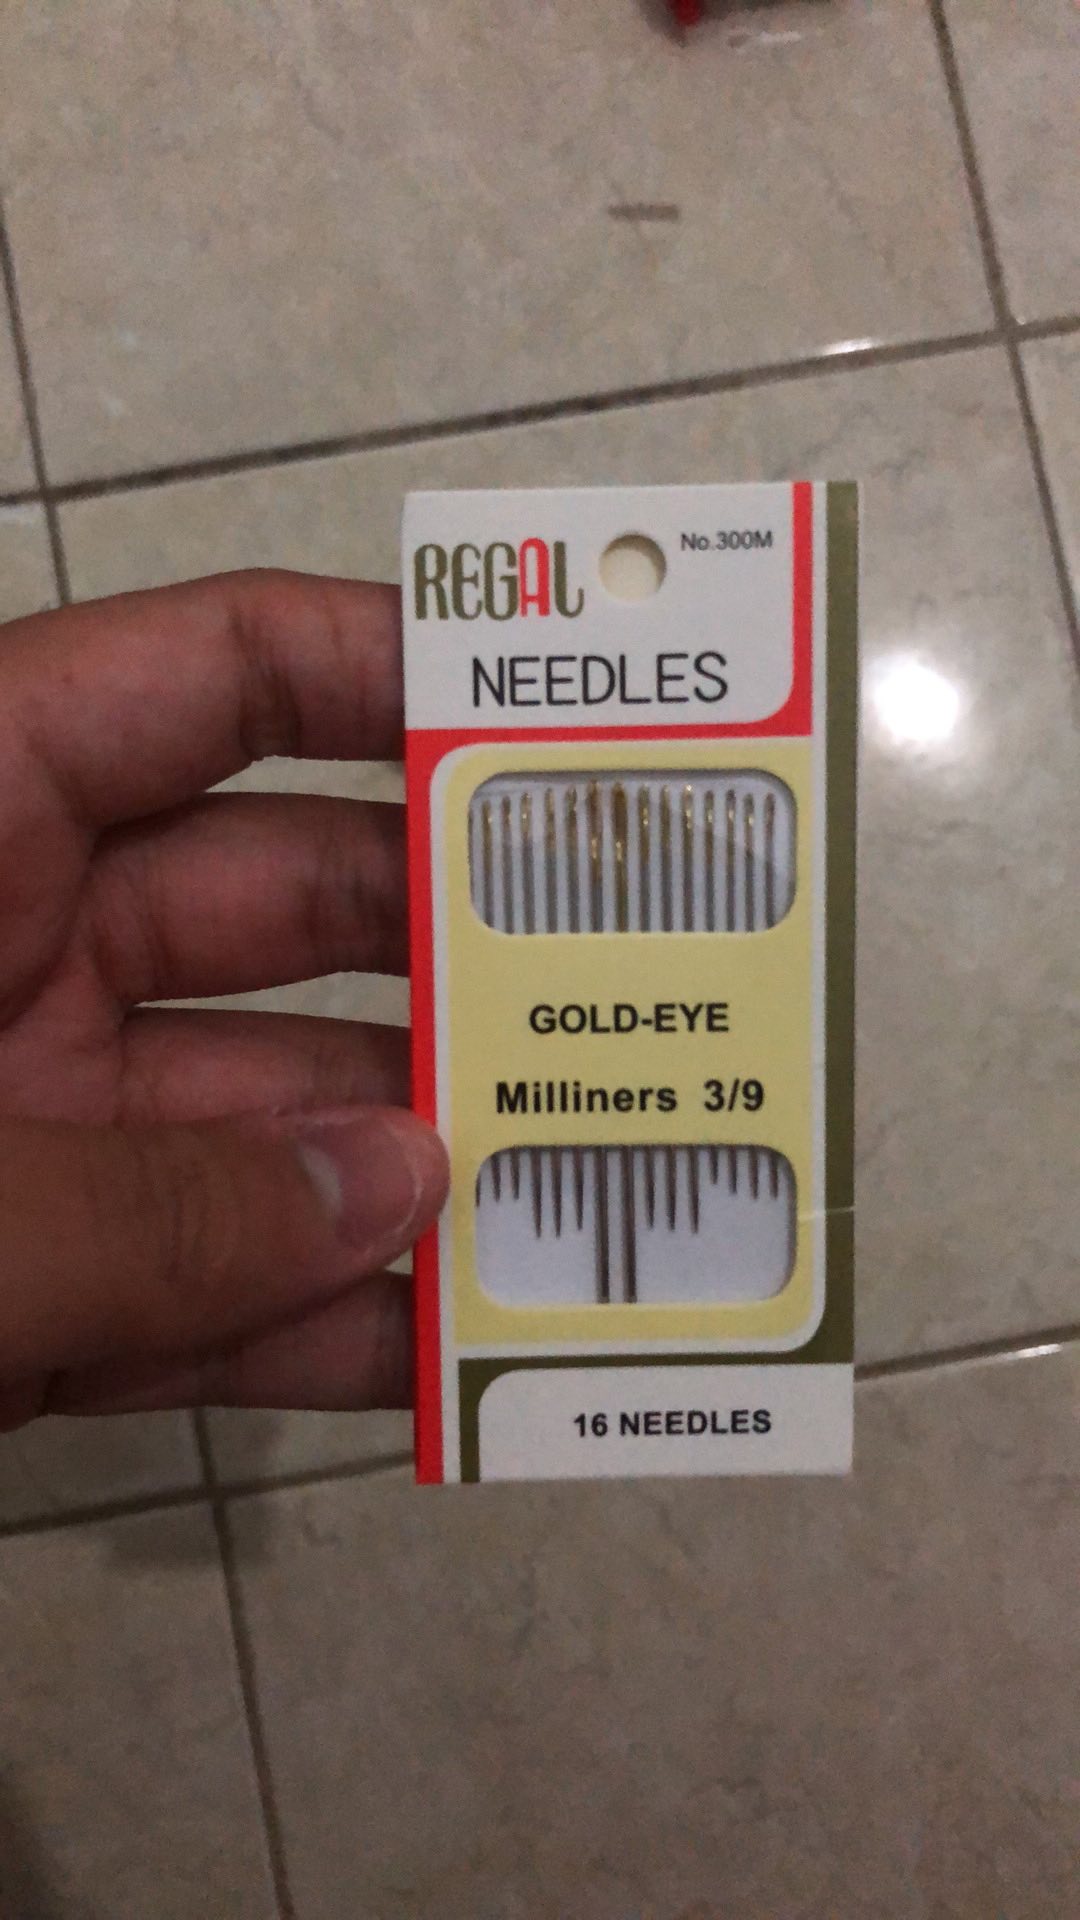 REGAL
No.300M
NEEDLES
GOLD-EYE
Milliners 3/9
16 NEEDLES